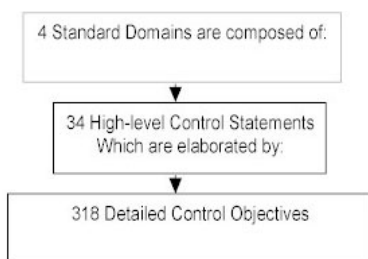 4 Standard Domains are composed of:
34 High-level Control Statements
Which are elaborated by:
318 Detailed Control Objectives